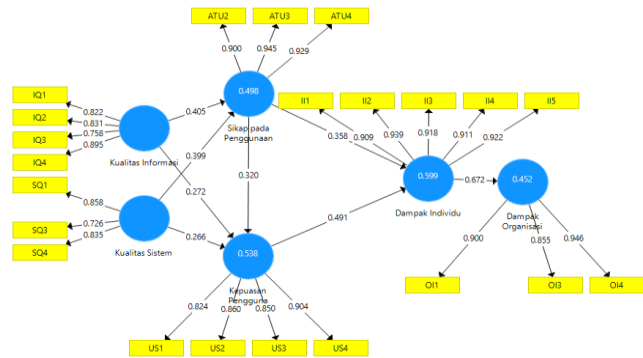 ATU2 ATU3 ATU4
0.900 0.945 0.929
0.498
Sikap pada
Penggunaan
IQ1
IQ2
IQ3
IQ4
0.822
0.831
0.758
0.895
Kualitas Informasi
0.405
0.399
0.272
0.266
0.320
SQ1
SQ3
SQ4
0.858
0.726
0.835
Kualitas Sistem
II1 II2 II3 II4 II5
0.909 0.939 0.918 0.911 0.922
0.358
0.491
0.599
Dampak Individu
0.672
0.452
Dampak
Organisasi
0.900 0.855 0.946
OI1 OI3 OI4
0.538
Kepuasan
Pengguna
0.824 0.860 0.850 0.904
US1 US2 US3 US4